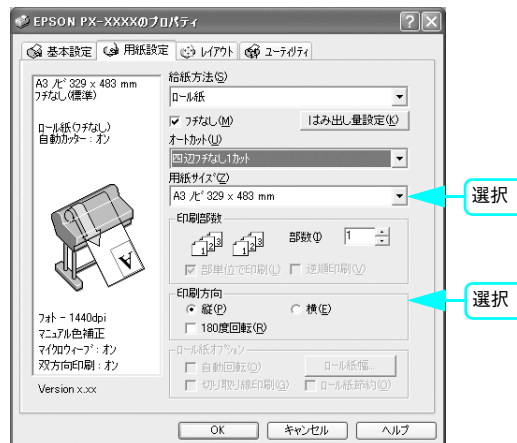 EPSON PX-XXXXのプロパティ
基本設定 用紙設定 レイアウト ユーティリティ
A3 ノビ 329 x 483 mm
フチなし(標準)
ロール紙(フチなし)
自動カッター : オン
A
フォト - 1440dpi
マニュアル色補正
マイクロウィーブ : オン
双方向印刷 : オン
Version x.xx
給紙方法(S)
ロール紙
フチなし(M) はみ出し量設定(K)
オートカット(U)
四辺フチなし1カット
用紙サイズ(Z)
A3 ノビ 329 x 483 mm
選択
印刷部数
1 2 3 1 2 3
部数(I) 1
部単位で印刷(L) 逆順印刷(V)
印刷方向
縦(P) 横(E)
選択
180度回転(R)
ロール紙オプション
自動回転(O) ロール紙幅...
切り取り線印刷(G) ロール紙節約(O)
OK キャンセル ヘルプ